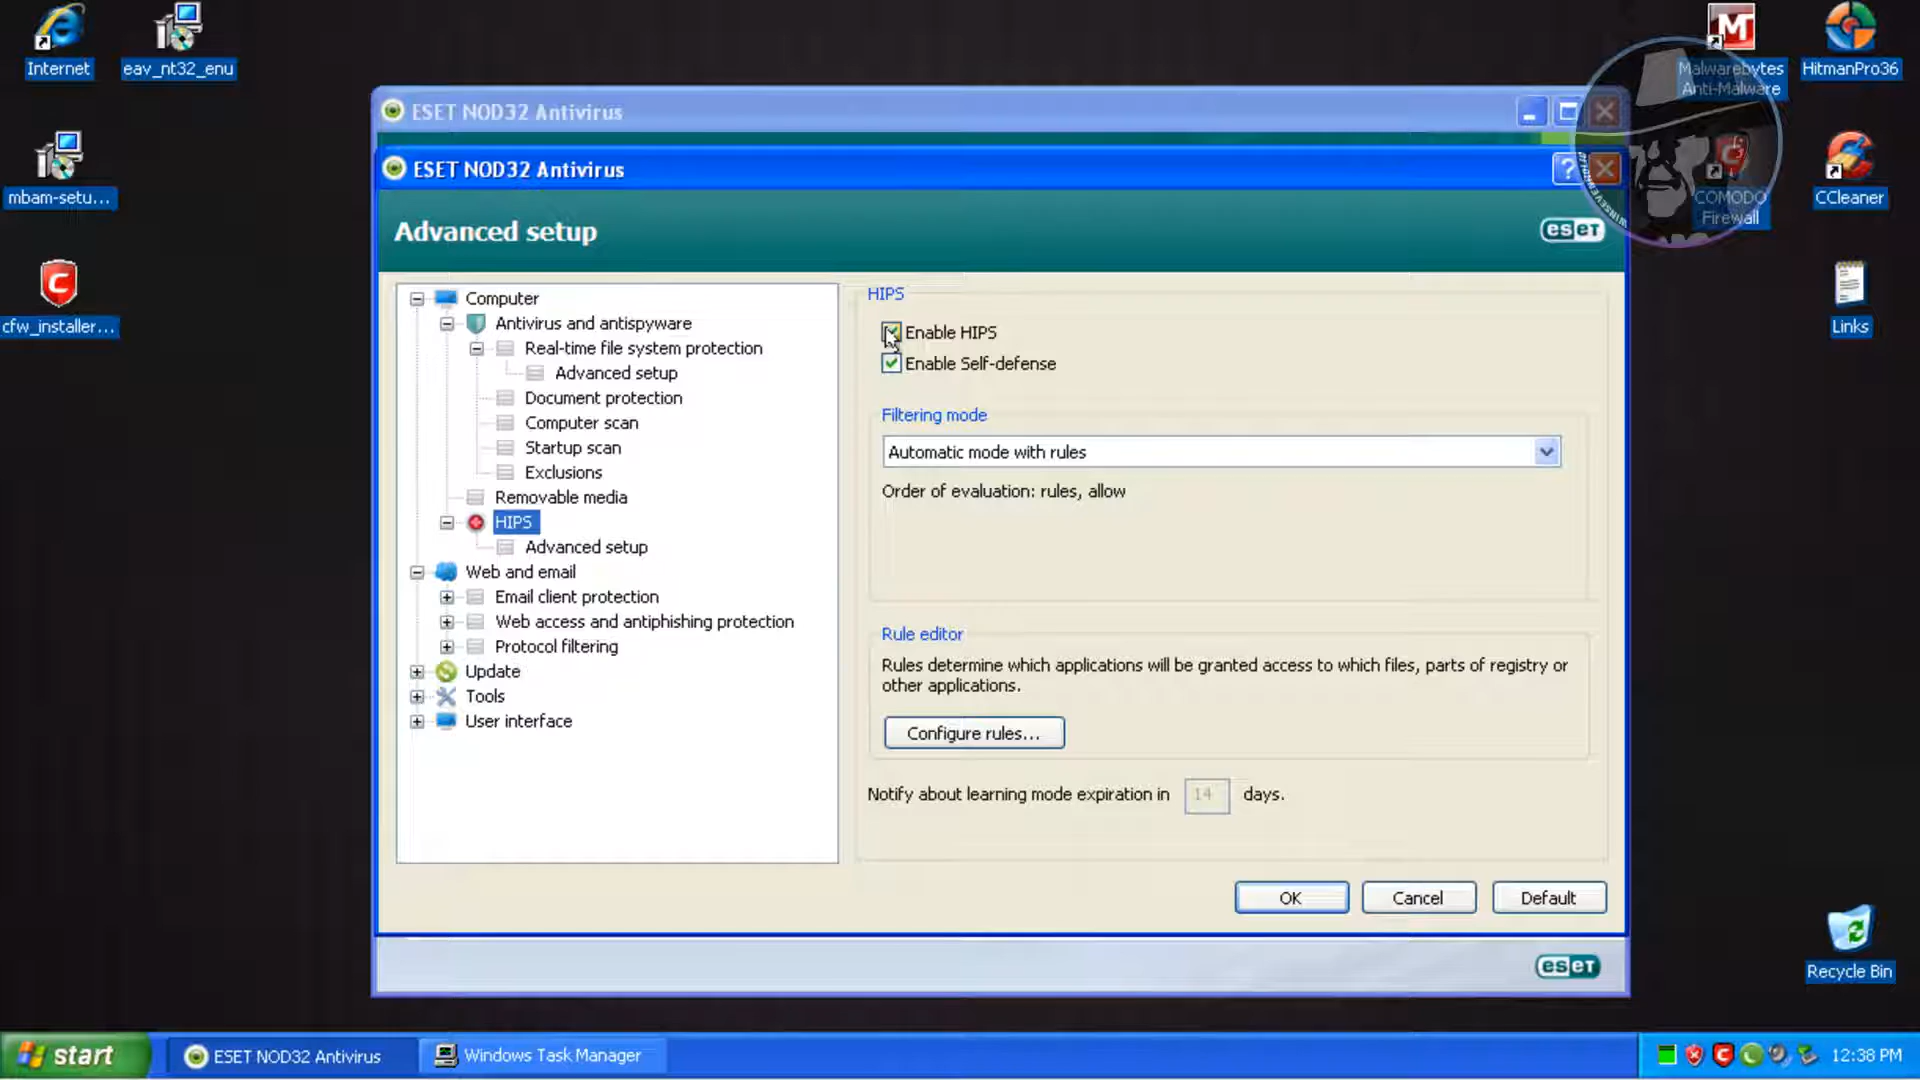 Internet
eav_nt32_enu
mbam-setu...
cfw_installer...
Malwarebytes
Anti-Malware
HitmanPro36
COMODO
Firewall
CCleaner
Links
Recycle Bin
ESET NOD32 Antivirus
ESET NOD32 Antivirus
Advanced setup
eseT
Computer
Antivirus and antispyware
Real-time file system protection
Advanced setup
Document protection
Computer scan
Startup scan
Exclusions
Removable media
HIPS
Advanced setup
Web and email
Email client protection
Web access and antiphishing protection
Protocol filtering
Update
Tools
User interface
HIPS
Enable HIPS
Enable Self-defense
Filtering mode
Automatic mode with rules
Order of evaluation: rules, allow
Rule editor
Rules determine which applications will be granted access to which files, parts of registry or
other applications.
Configure rules...
Notify about learning mode expiration in 14 days.
OK
Cancel
Default
eseT
start
ESET NOD32 Antivirus
Windows Task Manager
12:38 PM